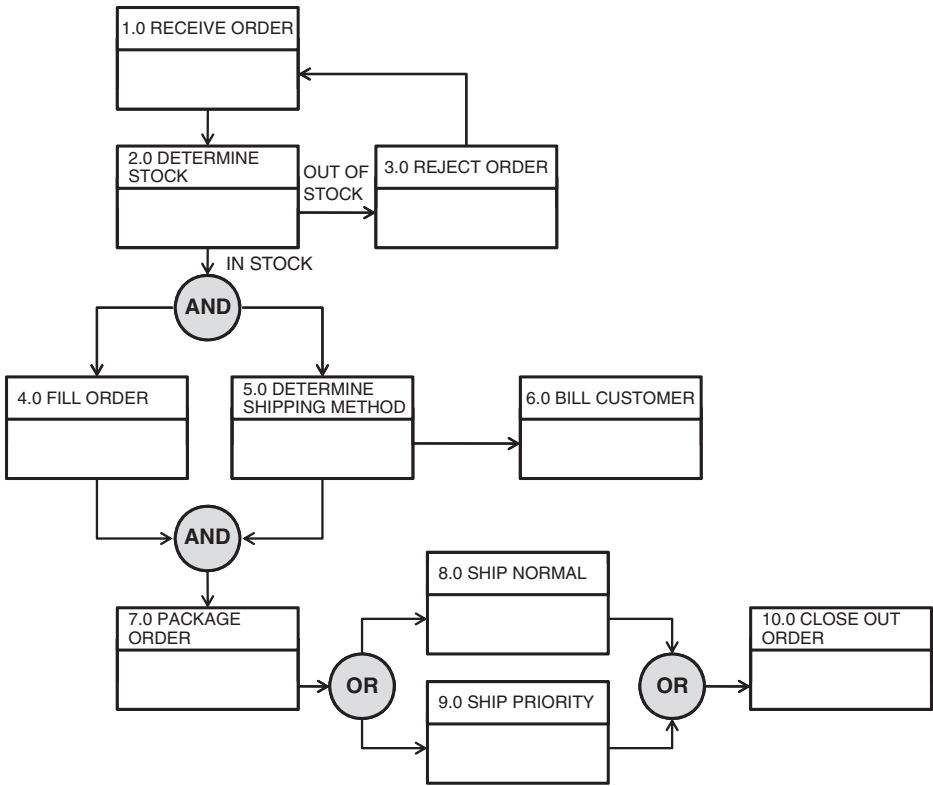 1.0 RECEIVE ORDER
2.0 DETERMINE
STOCK
OUT OF
STOCK
3.0 REJECT ORDER
IN STOCK
AND
4.0 FILL ORDER
5.0 DETERMINE
SHIPPING METHOD
6.0 BILL CUSTOMER
AND
7.0 PACKAGE
ORDER
OR
8.0 SHIP NORMAL
9.0 SHIP PRIORITY
OR
10.0 CLOSE OUT
ORDER